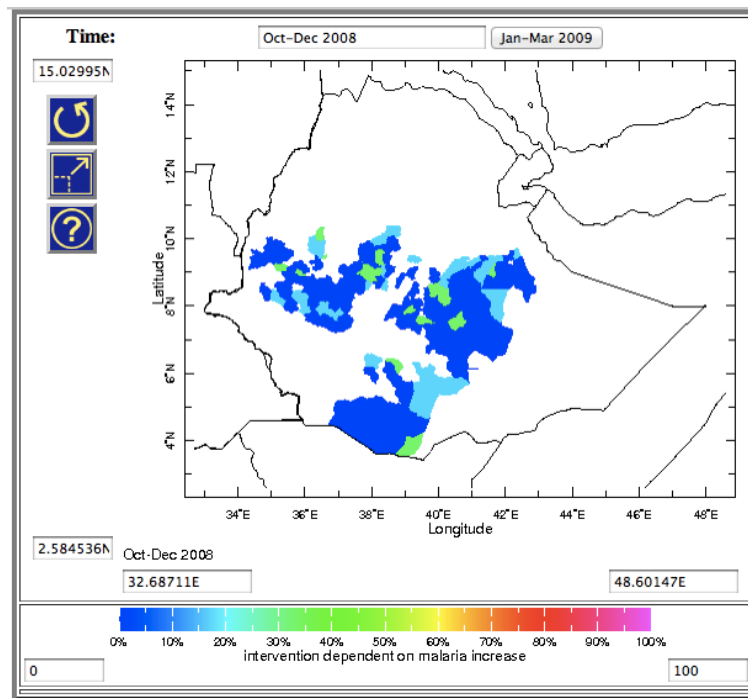 Time: Oct-Dec 2008 Jan-Mar 2009
15.02995N
14°N
12°N
10°N
8°N
6°N
4°N
Latitude
?
34°E 36°E 38°E 40°E 42°E 44°E 46°E 48°E
Longitude
2.584536N Oct-Dec 2008
32.68711E 48.60147E
0% 10% 20% 30% 40% 50% 60% 70% 80% 90% 100%
intervention dependent on malaria increase
0 100